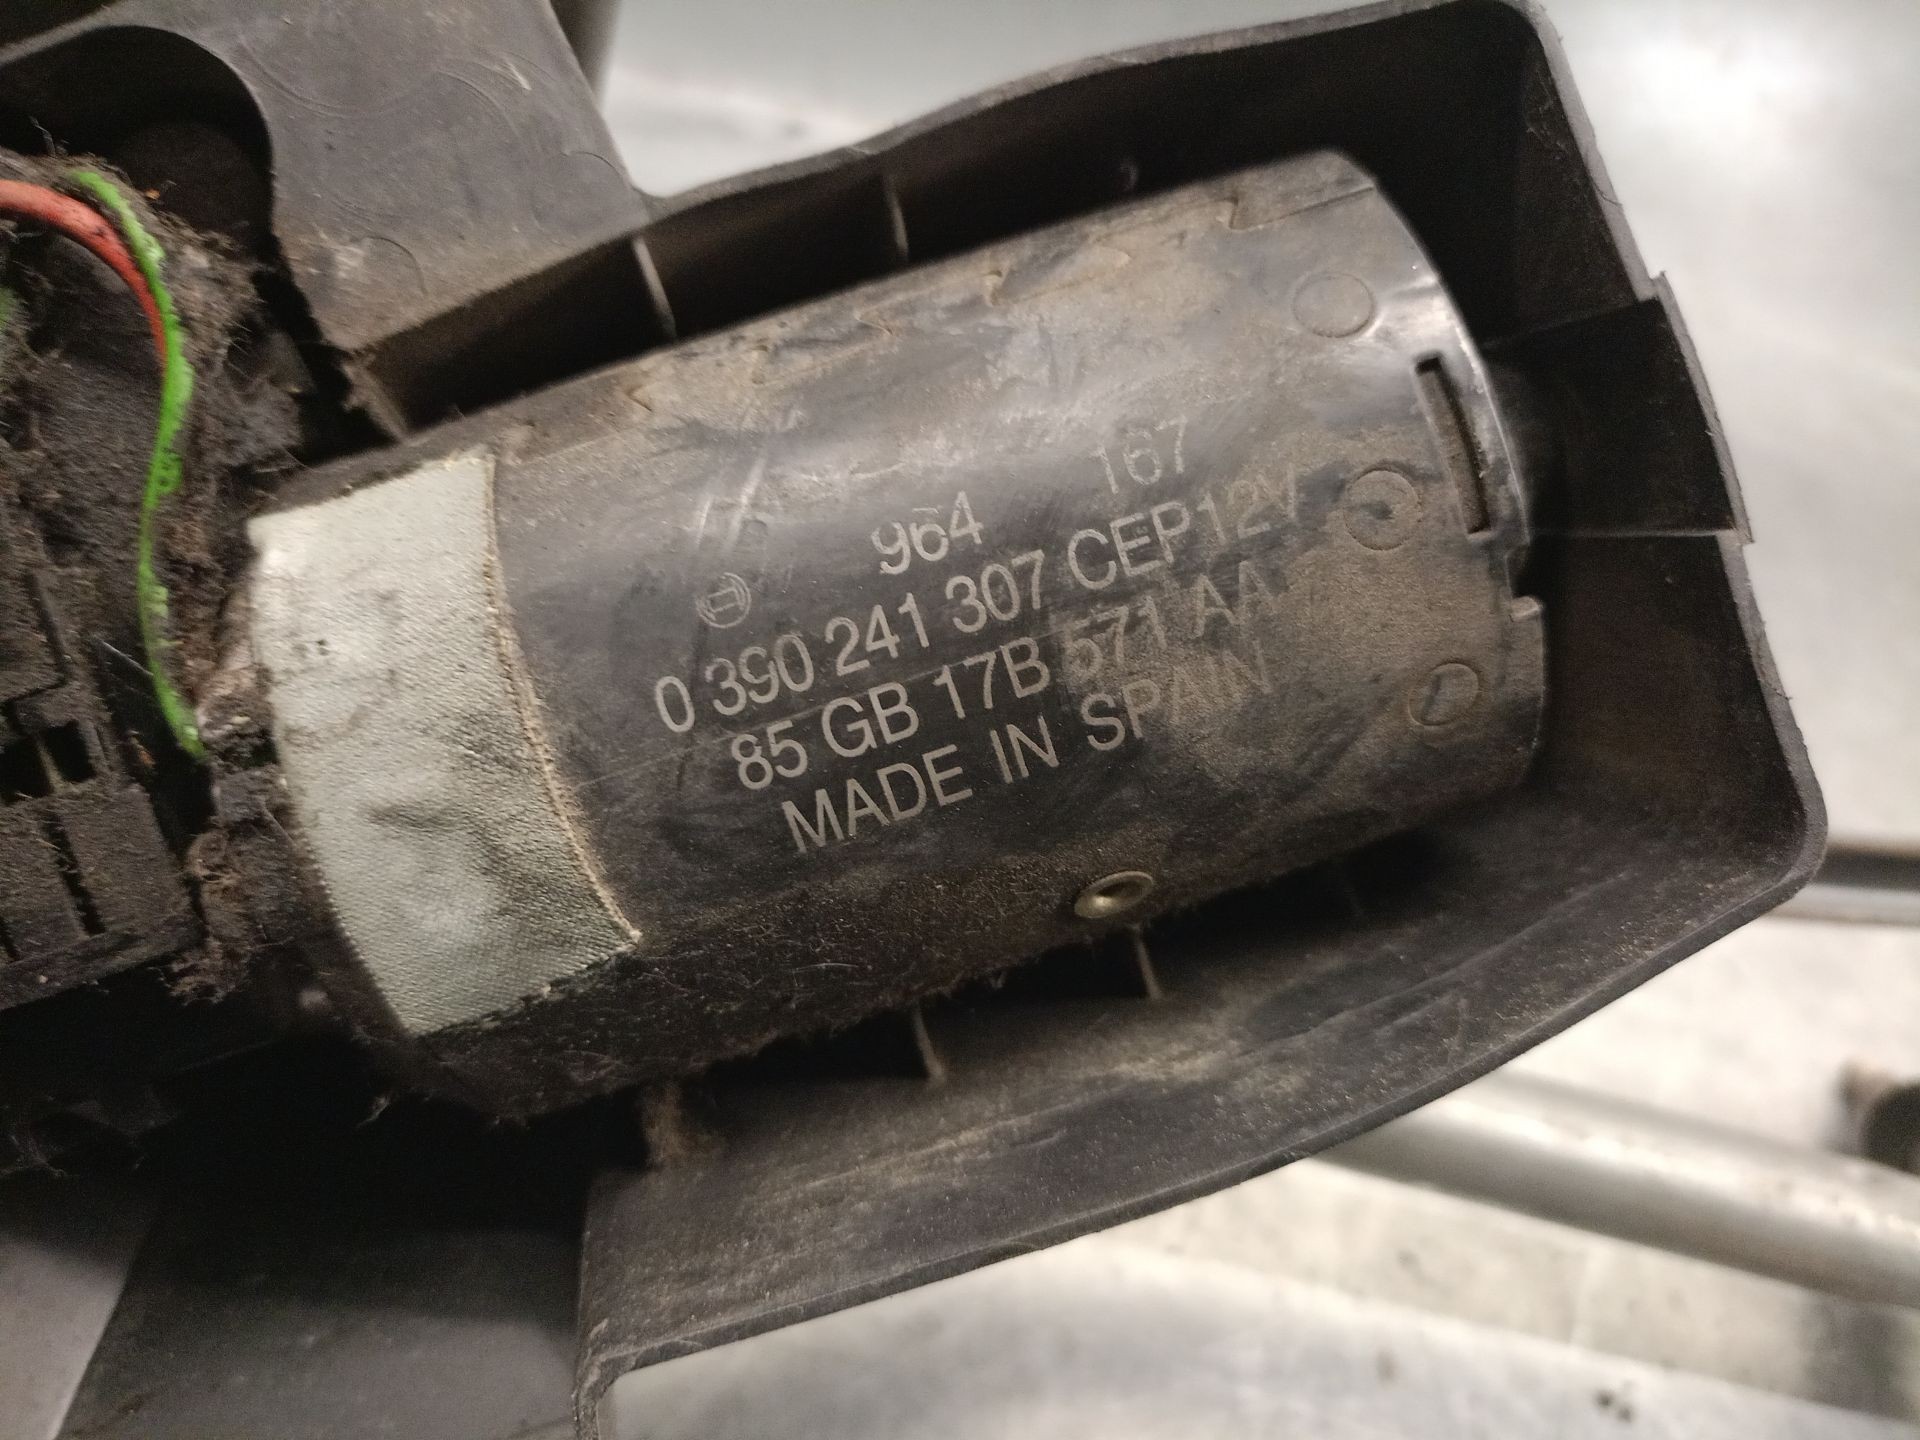 964 167
0 390 241 307 CEP12V
85 GB 17B 571 AA
MADE IN SPAIN